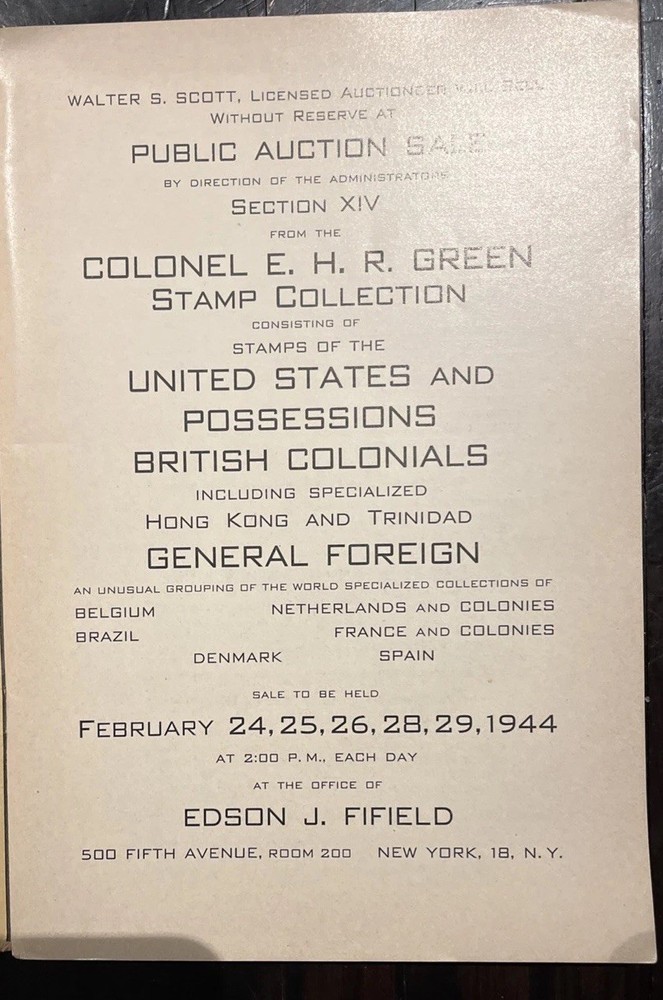 WALTER S. SCOTT, LICENSED AUCTIONEER WILL SELL
WITHOUT RESERVE AT
PUBLIC AUCTION SALE
BY DIRECTION OF THE ADMINISTRATORS
SECTION XIV
FROM THE
COLONEL E. H. R. GREEN
STAMP COLLECTION
CONSISTING OF
STAMPS OF THE
UNITED STATES AND
POSSESSIONS
BRITISH COLONIALS
INCLUDING SPECIALIZED
HONG KONG AND TRINIDAD
GENERAL FOREIGN
AN UNUSUAL GROUPING OF THE WORLD SPECIALIZED COLLECTIONS OF
BELGIUM NETHERLANDS AND COLONIES
BRAZIL FRANCE AND COLONIES
DENMARK SPAIN
SALE TO BE HELD
FEBRUARY 24, 25, 26, 28, 29, 1944
AT 2:00 P. M., EACH DAY
AT THE OFFICE OF
EDSON J. FIFIELD
500 FIFTH AVENUE, ROOM 200 NEW YORK, 18, N. Y.